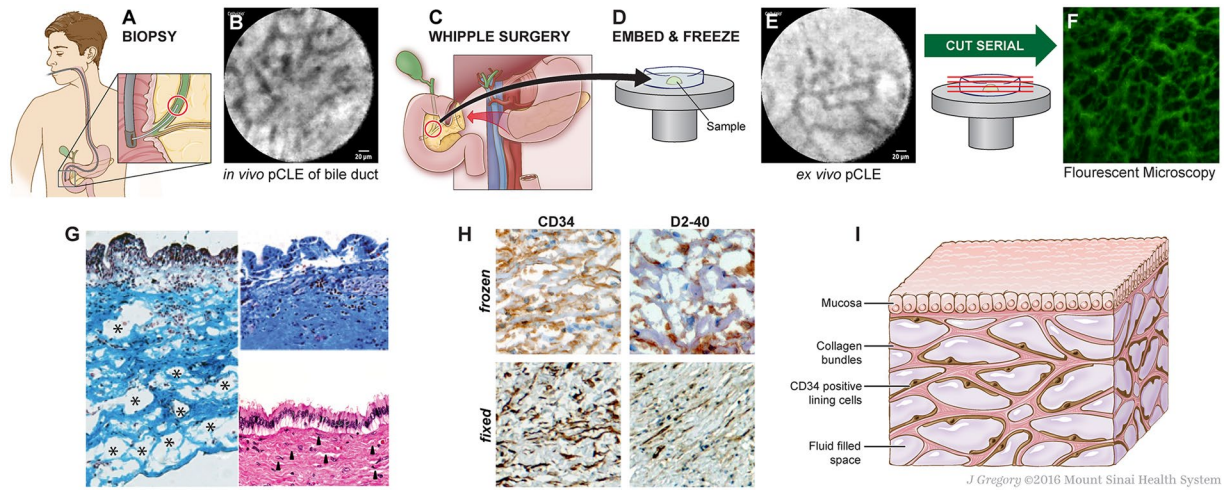 A
BIOPSY
B
20 µm
in vivo pCLE of bile duct
C
WHIPPLE SURGERY
D
EMBED & FREEZE
Sample
E
20 µm
ex vivo pCLE
CUT SERIAL
F
Flourescent Microscopy
G
*
*
*
*
*
*
*
*
*
H
CD34
D2-40
frozen
fixed
I
Mucosa
Collagen
bundles
CD34 positive
lining cells
Fluid filled
space
J Gregory ©2016 Mount Sinai Health System